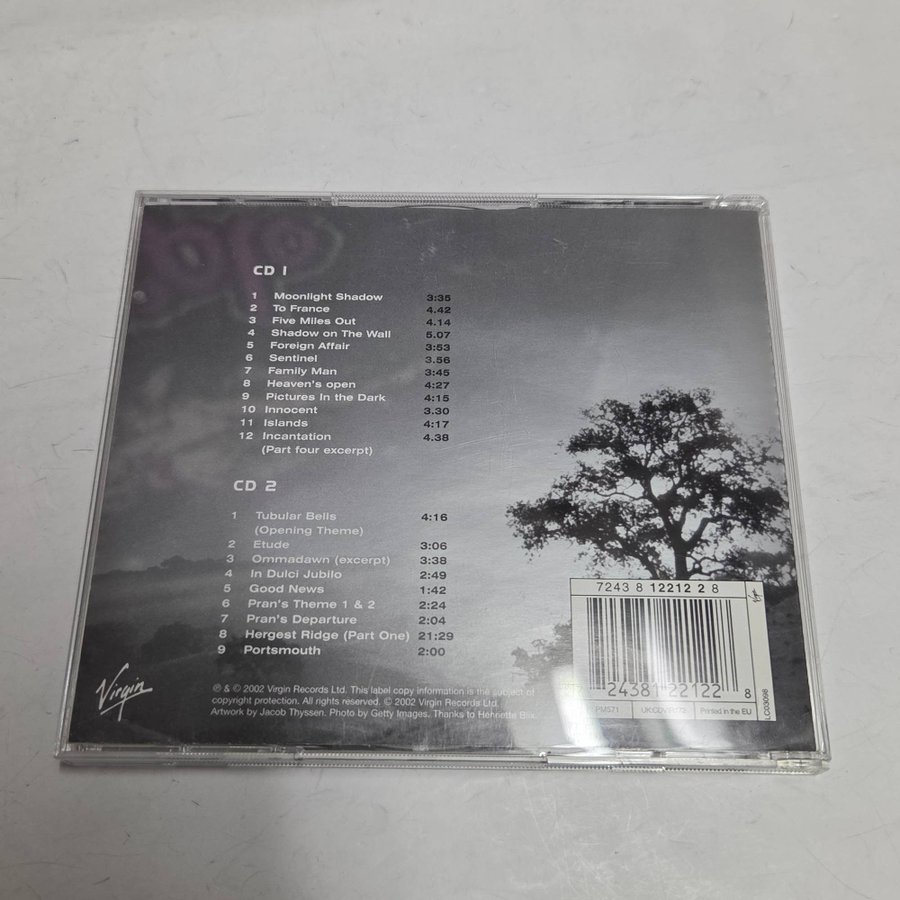 CD 1
1 Moonlight Shadow 3:35
2 To France 4.42
3 Five Miles Out 4.14
4 Shadow on The Wall 5.07
5 Foreign Affair 3:53
6 Sentinel 3.56
7 Family Man 3:45
8 Heaven's open 4:27
9 Pictures In the Dark 4:15
10 Innocent 3.30
11 Islands 4:17
12 Incantation 4.38
(Part four excerpt)
CD 2
1 Tubular Bells 4:16
(Opening Theme)
2 Etude 3:06
3 Ommadawn (excerpt) 3:38
4 In Dulci Jubilo 2:49
5 Good News 1:42
6 Pran's Theme 1 & 2 2:24
7 Pran's Departure 2:04
8 Hergest Ridge (Part One) 21:29
9 Portsmouth 2:00
Virgin
℗ & © 2002 Virgin Records Ltd. This label copy information is the subject of
copyright protection. All rights reserved. © 2002 Virgin Records Ltd.
Artwork by Jacob Thyssen. Photo by Getty Images. Thanks to Henriette Blix.
7243 8 12212 2 8
Virgin
24381 22122 8
PM571
Printed in the EU
LC03098